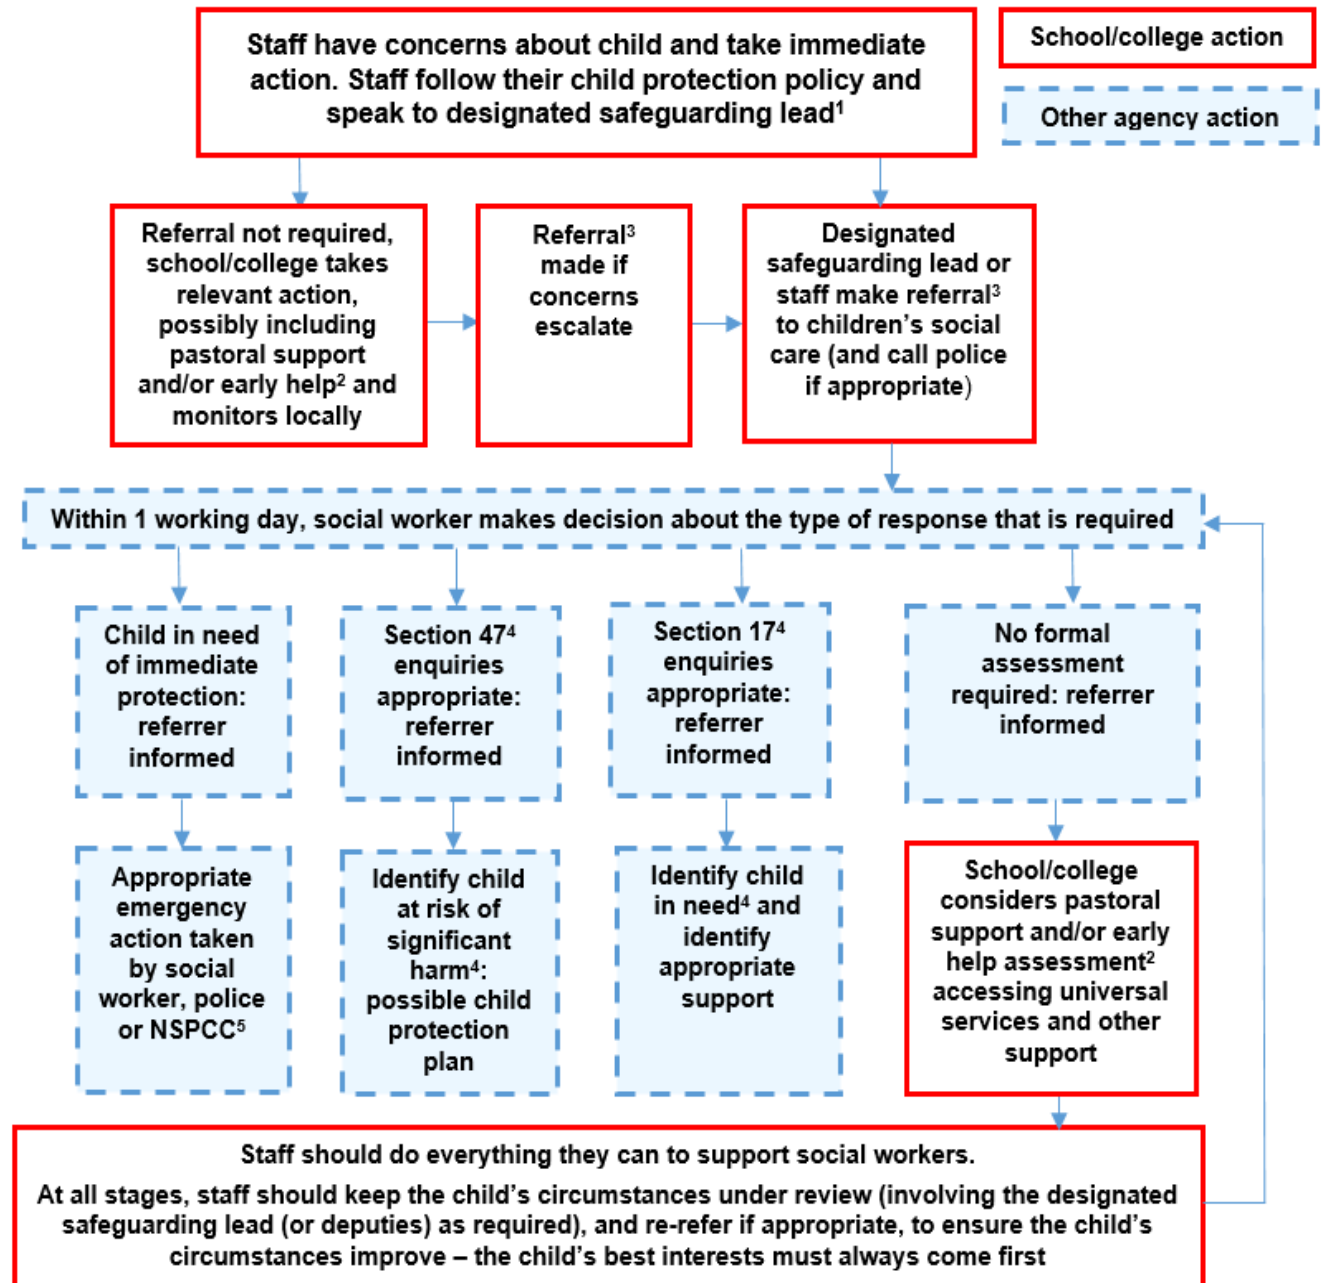 Staff have concerns about child and take immediate
action. Staff follow their child protection policy and
speak to designated safeguarding lead¹
School/college action
Other agency action
Referral not required,
school/college takes
relevant action,
possibly including
pastoral support
and/or early help² and
monitors locally
Referral³
made if
concerns
escalate
Designated
safeguarding lead or
staff make referral³
to children’s social
care (and call police
if appropriate)
Within 1 working day, social worker makes decision about the type of response that is required
Child in need
of immediate
protection:
referrer
informed
Section 47⁴
enquiries
appropriate:
referrer
informed
Section 17⁴
enquiries
appropriate:
referrer
informed
No formal
assessment
required: referrer
informed
Appropriate
emergency
action taken
by social
worker, police
or NSPCC⁵
Identify child
at risk of
significant
harm⁴:
possible child
protection
plan
Identify child
in need⁴ and
identify
appropriate
support
School/college
considers pastoral
support and/or early
help assessment²
accessing universal
services and other
support
Staff should do everything they can to support social workers.
At all stages, staff should keep the child’s circumstances under review (involving the designated
safeguarding lead (or deputies) as required), and re-refer if appropriate, to ensure the child’s
circumstances improve – the child’s best interests must always come first